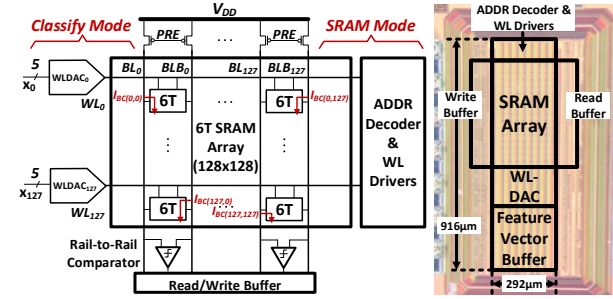 V_DD
Classify Mode
PRE
...
PRE
SRAM Mode
5
x_0
WLDAC_0
WL_0
BL_0 BLB_0
BL_127 BLB_127
6T
6T
I_BC(0,0)
I_BC(0,127)
6T SRAM
Array
(128x128)
ADDR
Decoder
&
WL
Drivers
5
x_127
WLDAC_127
WL_127
6T
6T
I_BC(127,0)
I_BC(127,127)
Rail-to-Rail
Comparator
Read/Write Buffer
ADDR Decoder &
WL Drivers
Write
Buffer
SRAM
Array
Read
Buffer
WL-
DAC
Feature
Vector
Buffer
916µm
292µm